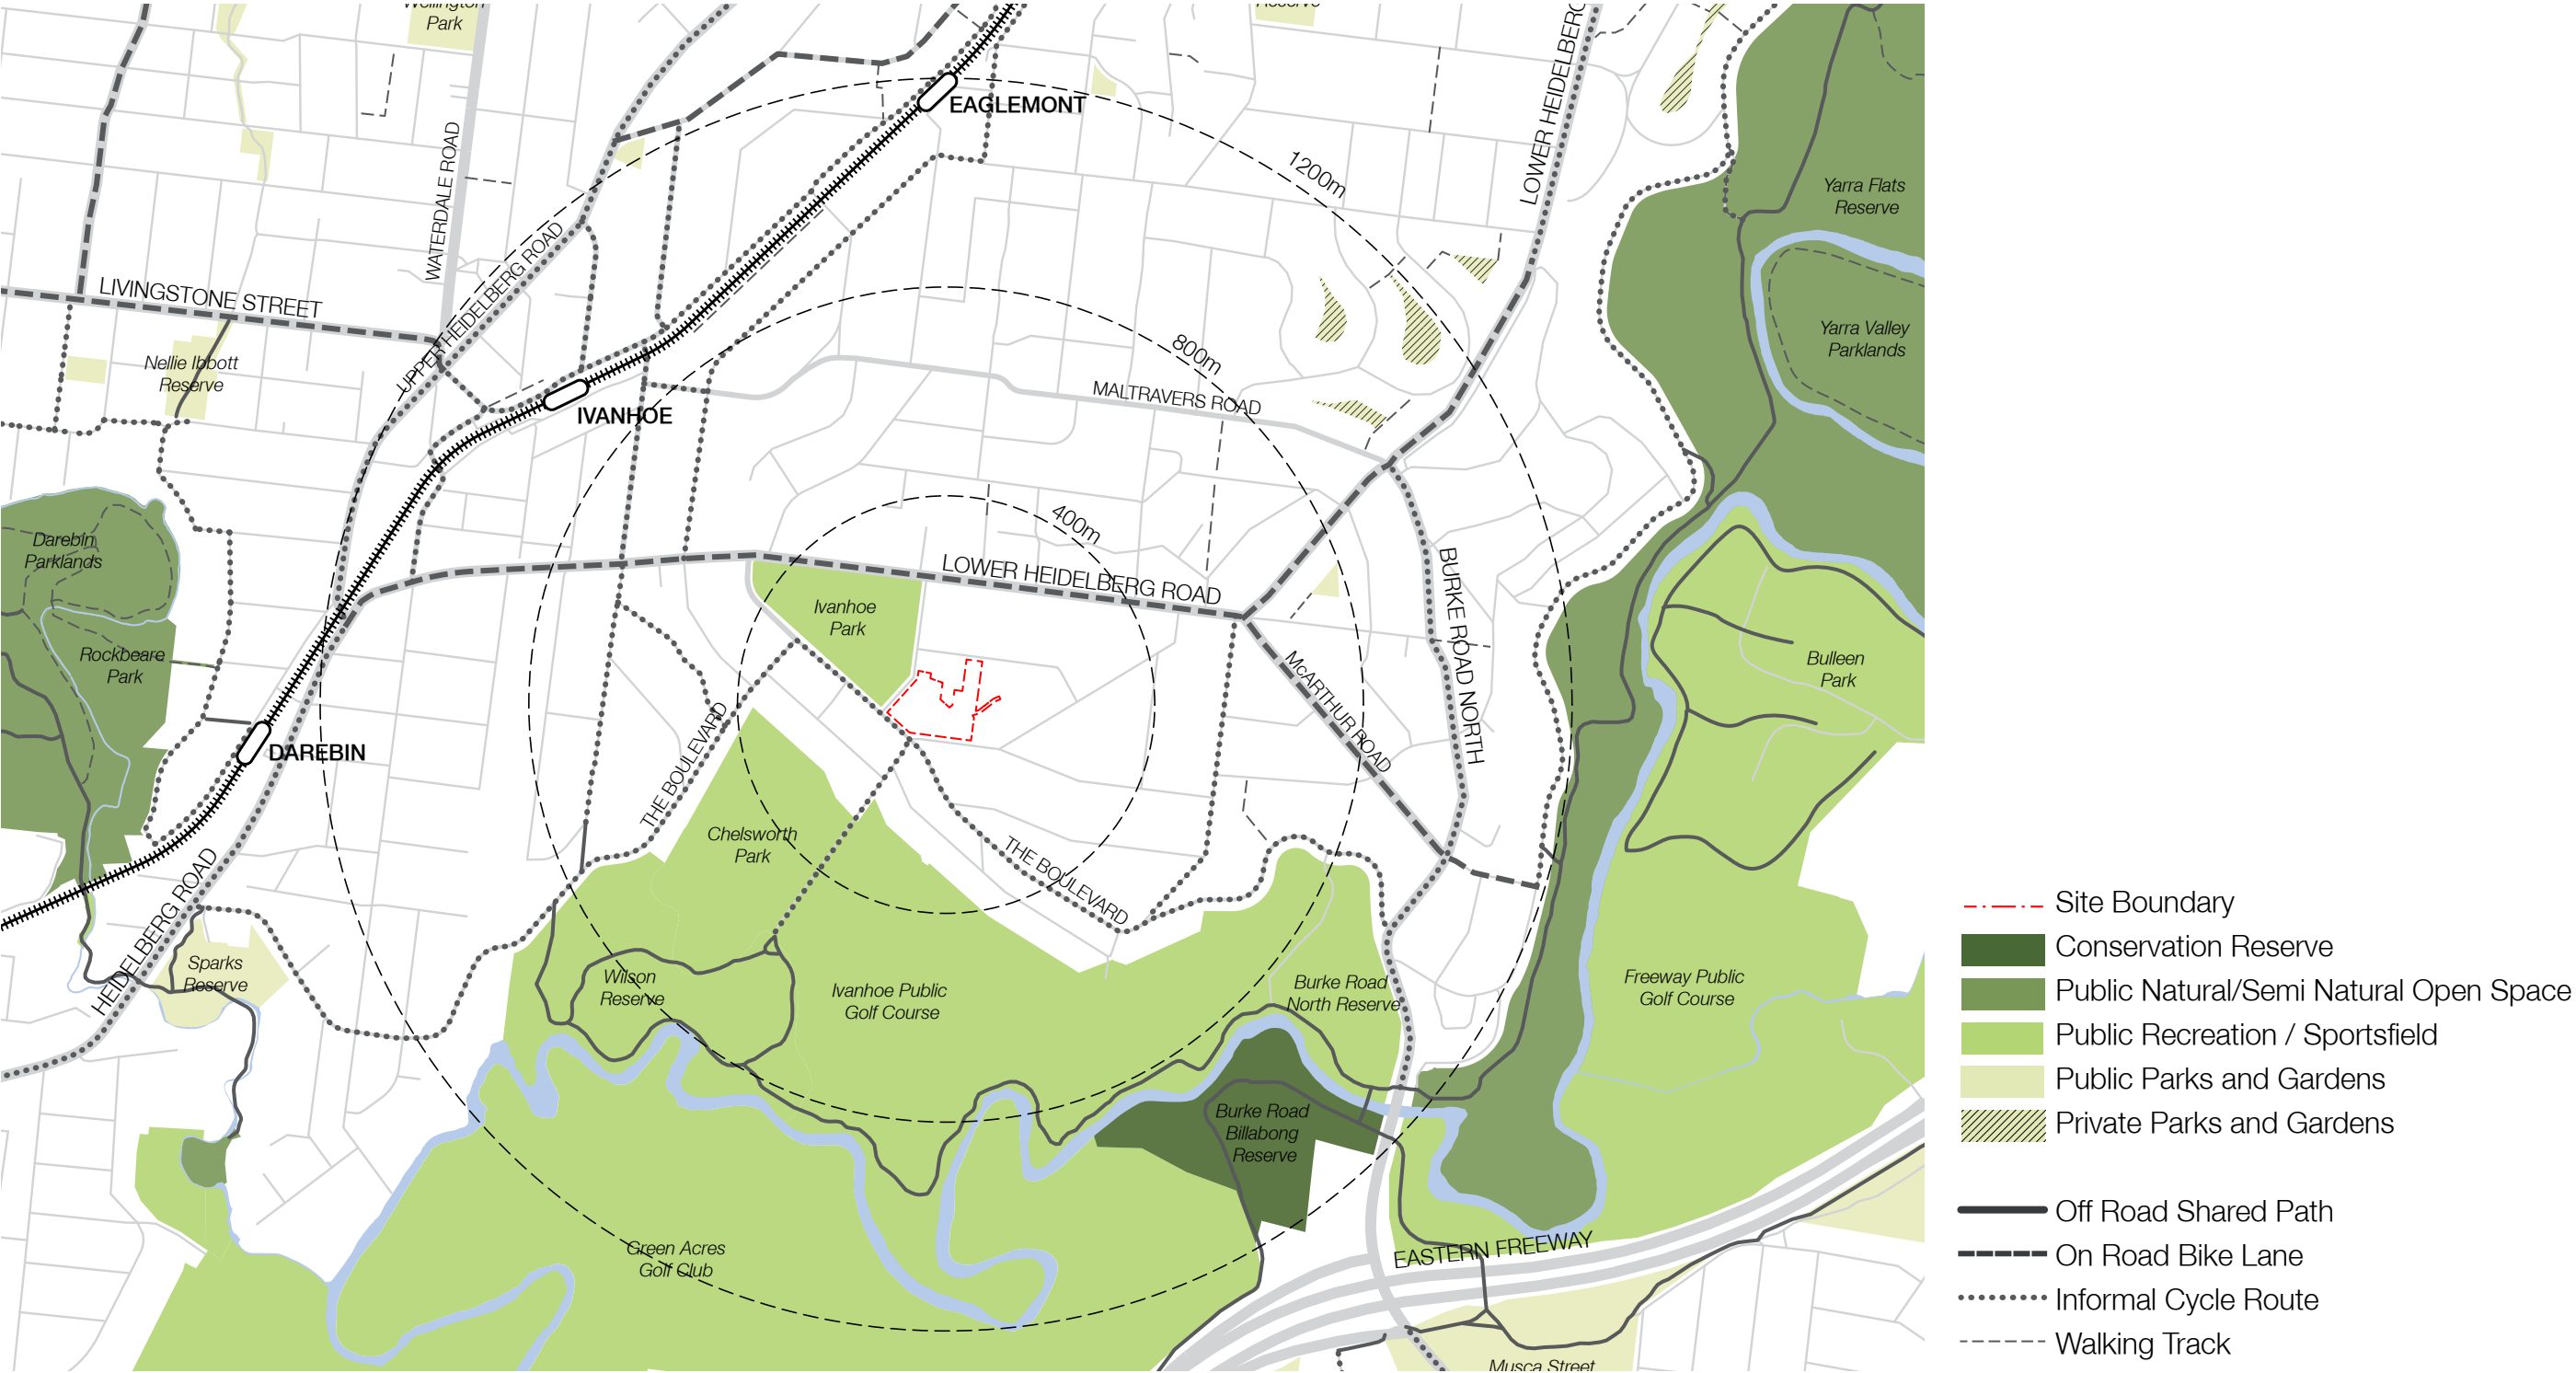 Wellington
Park
Reserve
EAGLEMONT
1200m
LOWER HEIDELBERG
Yarra Flats
Reserve
WATERDALE ROAD
UPPER HEIDELBERG ROAD
LIVINGSTONE STREET
Nellie Ibbott
Reserve
IVANHOE
800m
MALTRAVERS ROAD
Yarra Valley
Parklands
400m
Darebin
Parklands
LOWER HEIDELBERG ROAD
BURKE ROAD NORTH
Ivanhoe
Park
Rockbeare
Park
McARTHUR ROAD
Bulleen
Park
DAREBIN
THE BOULEVARD
Chelsworth
Park
THE BOULEVARD
HEIDELBERG ROAD
Sparks
Reserve
Wilson
Reserve
Ivanhoe Public
Golf Course
Burke Road
North Reserve
Freeway Public
Golf Course
Burke Road
Billabong
Reserve
Green Acres
Golf Club
EASTERN FREEWAY
Musca Street
Site Boundary
Conservation Reserve
Public Natural/Semi Natural Open Space
Public Recreation / Sportsfield
Public Parks and Gardens
Private Parks and Gardens
Off Road Shared Path
On Road Bike Lane
Informal Cycle Route
Walking Track